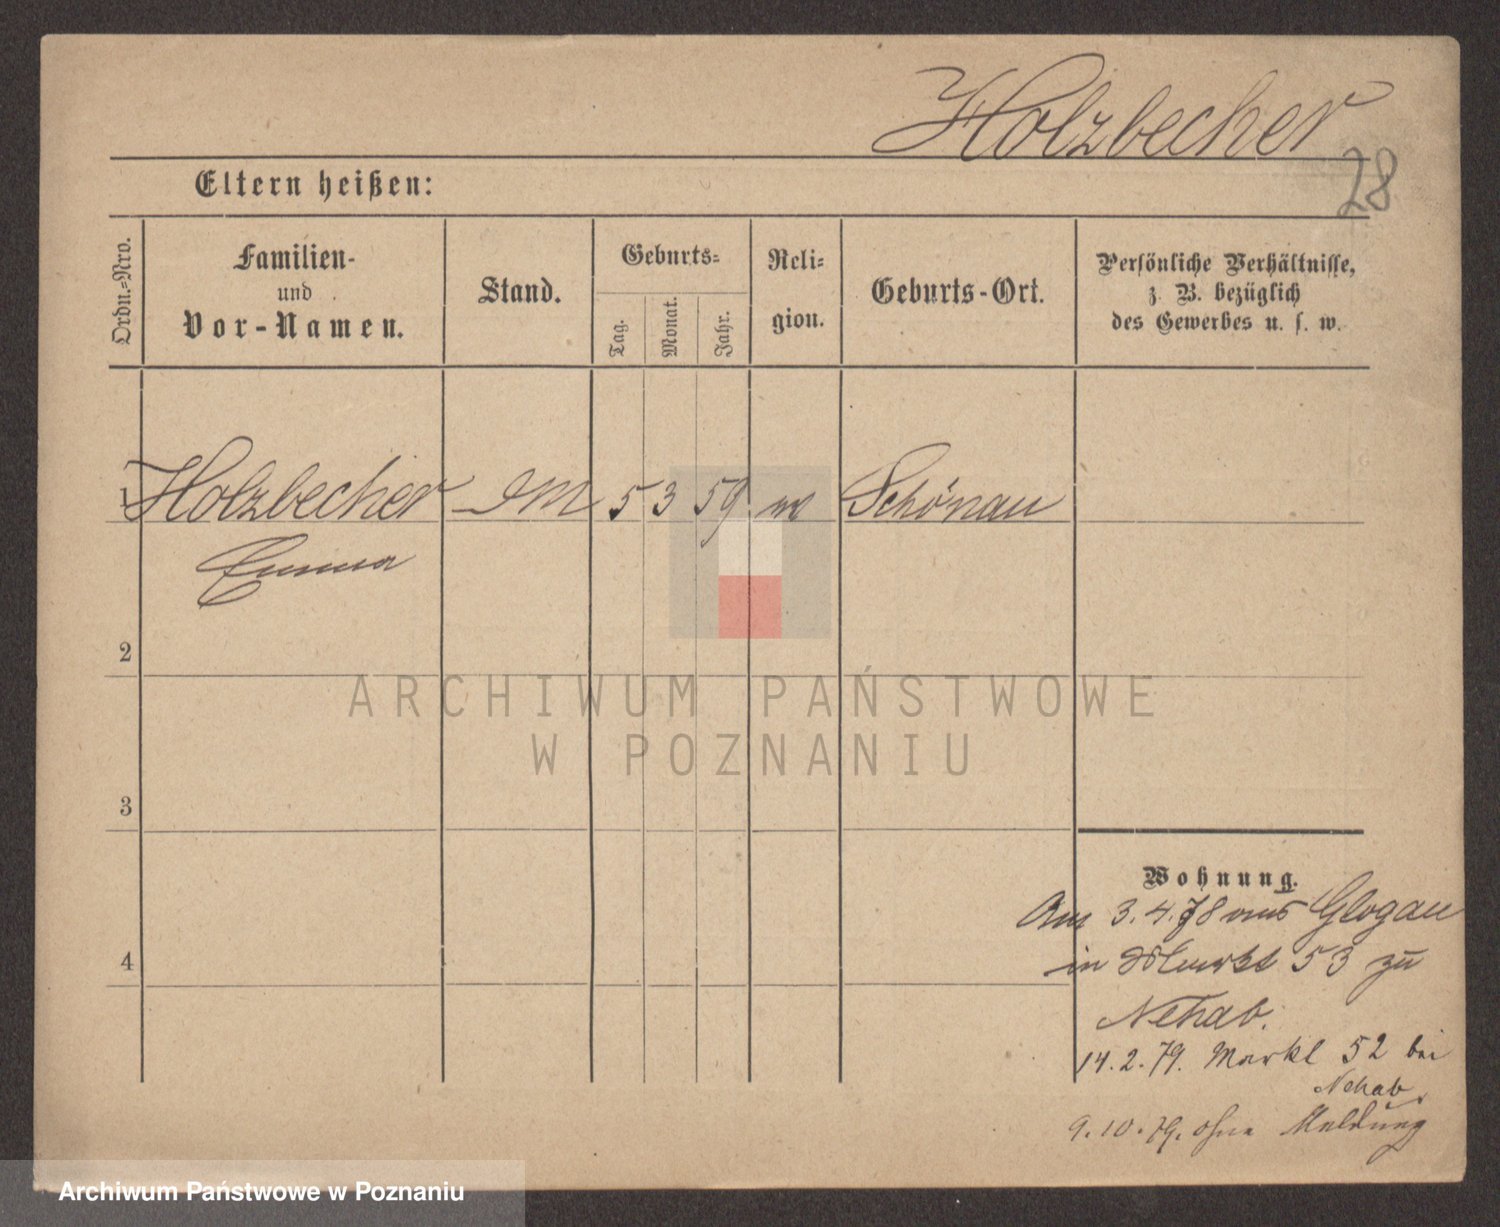 Holzbecher
28
Eltern heißen:
Ordn.-Nro.
Familien-
und
Vor-Namen.
Stand.
Geburts-
Tag.
Monat.
Jahr.
Reli-
gion.
Geburts-Ort.
Persönliche Verhältnisse,
z. B. bezüglich
des Gewerbes u. s. w.
1 Holzbecher 5 3 59 Schönau
Emma
2
ARCHIWUM PAŃSTWOWE
W POZNANIU
3
4
Wohnung.
Am 3.4.78 aus Glogau
in Markt 53 zu
Nehab.
14.2.79. Markt 52 bei
Nehab.
9.10.79. ohne Meldung
Archiwum Państwowe w Poznaniu